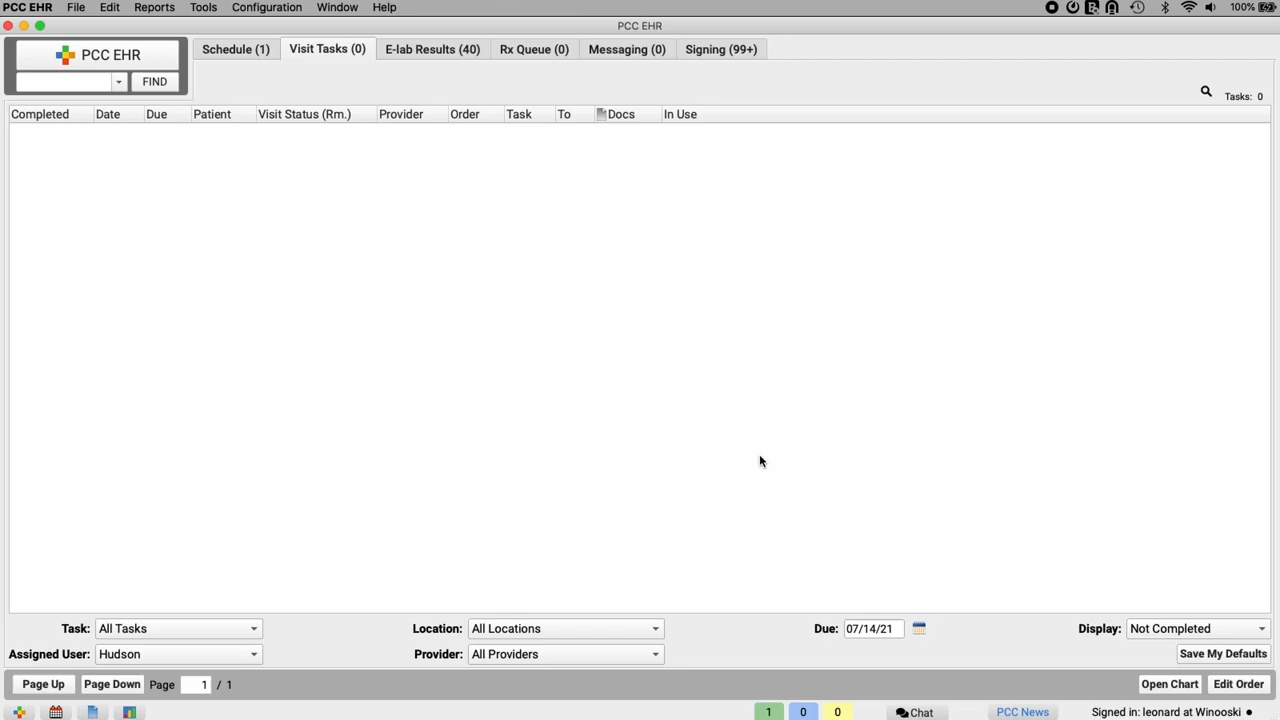 PCC EHR File Edit Reports Tools Configuration Window Help 100%
PCC EHR
PCC EHR
FIND
Schedule (1) Visit Tasks (0) E-lab Results (40) Rx Queue (0) Messaging (0) Signing (99+)
Tasks: 0
Completed Date Due Patient Visit Status (Rm.) Provider Order Task To Docs In Use
Task: All Tasks Location: All Locations Due: 07/14/21 Display: Not Completed
Assigned User: Hudson Provider: All Providers Save My Defaults
Page Up Page Down Page 1 / 1 Open Chart Edit Order
1 0 0 Chat PCC News Signed in: leonard at Winooski